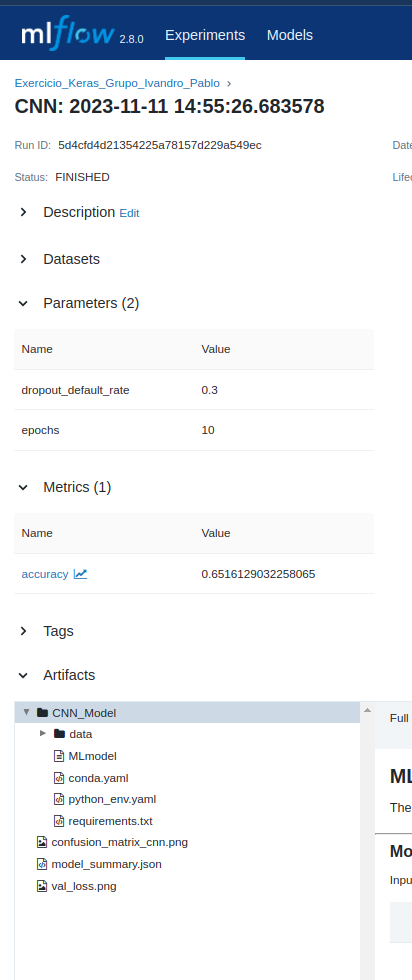 mlflow 2.8.0 Experiments Models
Exercicio_Keras_Grupo_Ivandro_Pablo ›
CNN: 2023-11-11 14:55:26.683578
Run ID: 5d4cfd4d21354225a78157d229a549ec Date
Status: FINISHED Lifec
Description Edit
Datasets
Parameters (2)
Name Value
dropout_default_rate 0.3
epochs 10
Metrics (1)
Name Value
accuracy 0.6516129032258065
Tags
Artifacts
CNN_Model
Full
data
MLmodel
ML
conda.yaml
python_env.yaml
The
requirements.txt
confusion_matrix_cnn.png
Mo
model_summary.json
val_loss.png
Inpu